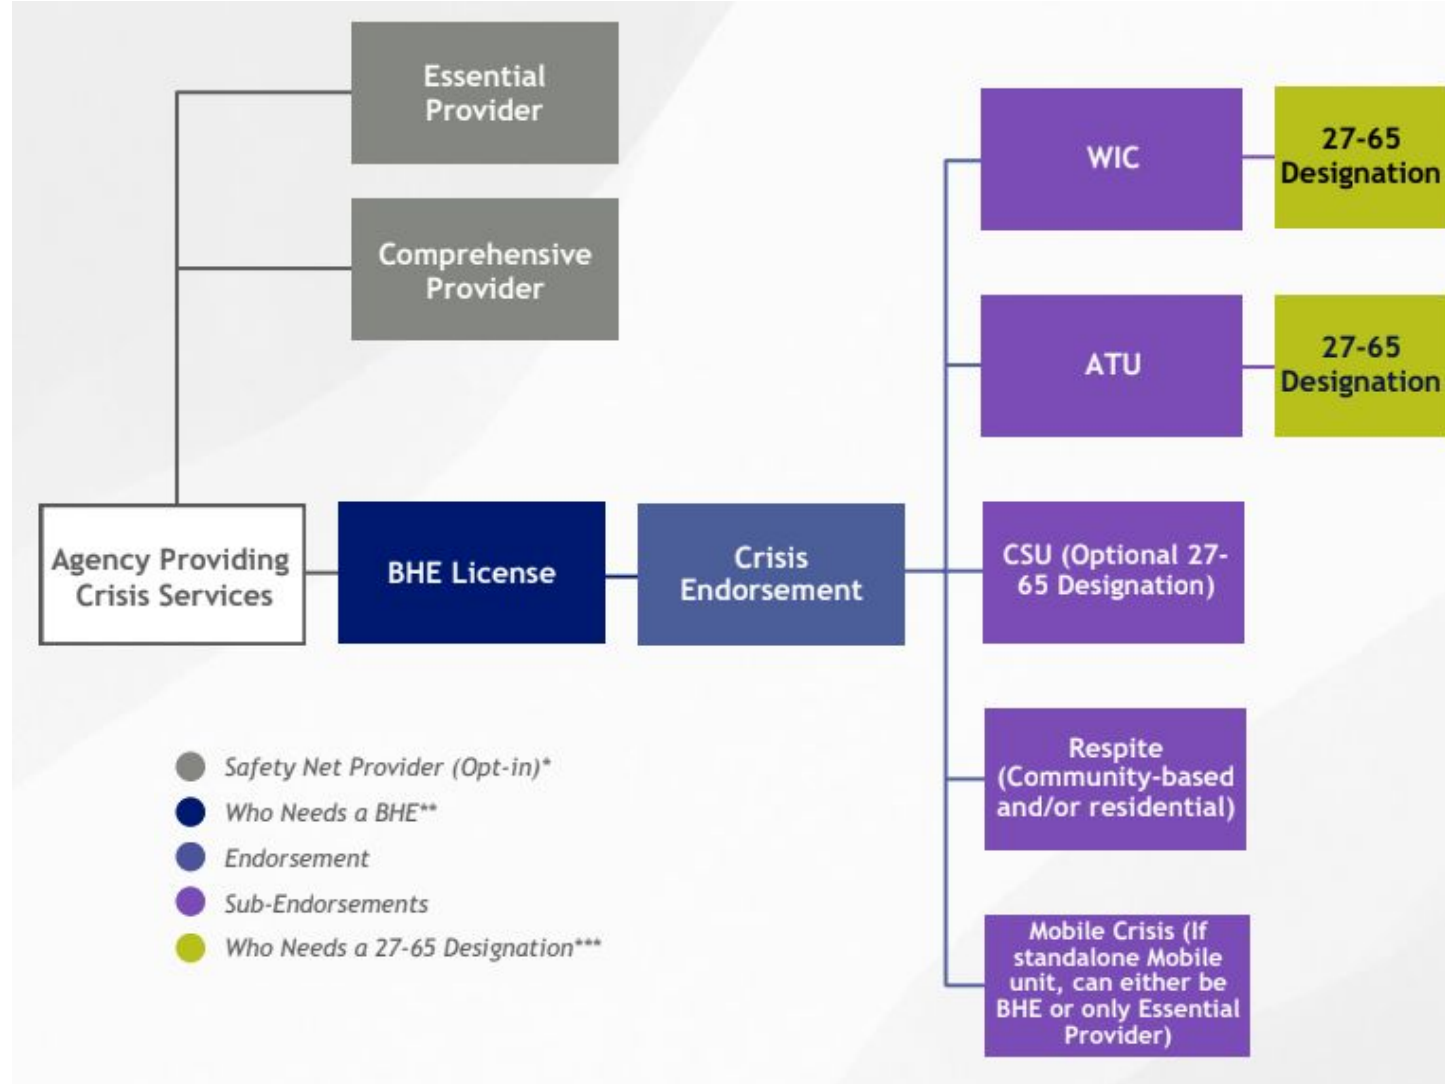 Essential
Provider
Comprehensive
Provider
Agency Providing
Crisis Services
BHE License
Crisis
Endorsement
WIC
27-65
Designation
ATU
27-65
Designation
CSU (Optional 27-
65 Designation)
Respite
(Community-based
and/or residential)
Mobile Crisis (If
standalone Mobile
unit, can either be
BHE or only Essential
Provider)
Safety Net Provider (Opt-in)*
Who Needs a BHE**
Endorsement
Sub-Endorsements
Who Needs a 27-65 Designation***